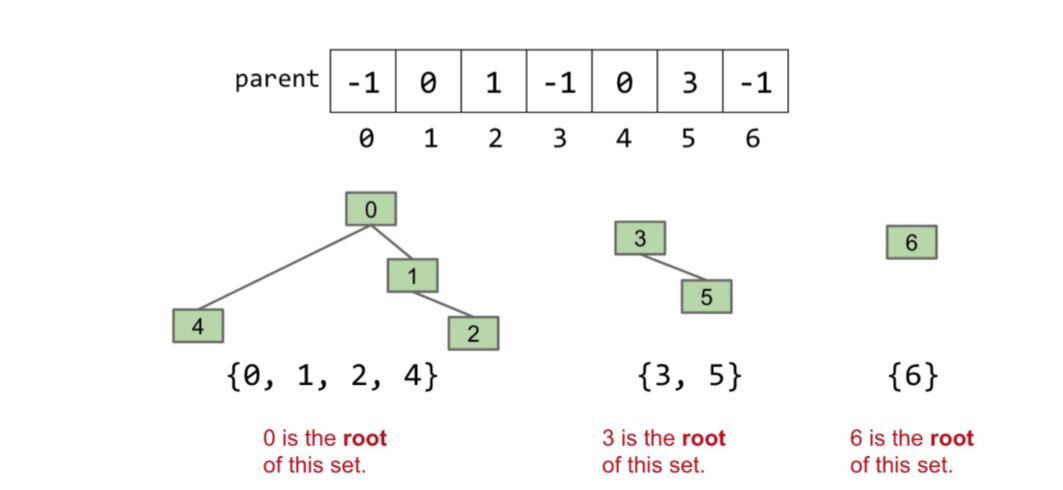 parent -1 0 1 -1 0 3 -1
0 1 2 3 4 5 6
0
3
6
1
5
4
2
{0, 1, 2, 4} {3, 5} {6}
0 is the root 3 is the root 6 is the root
of this set. of this set. of this set.